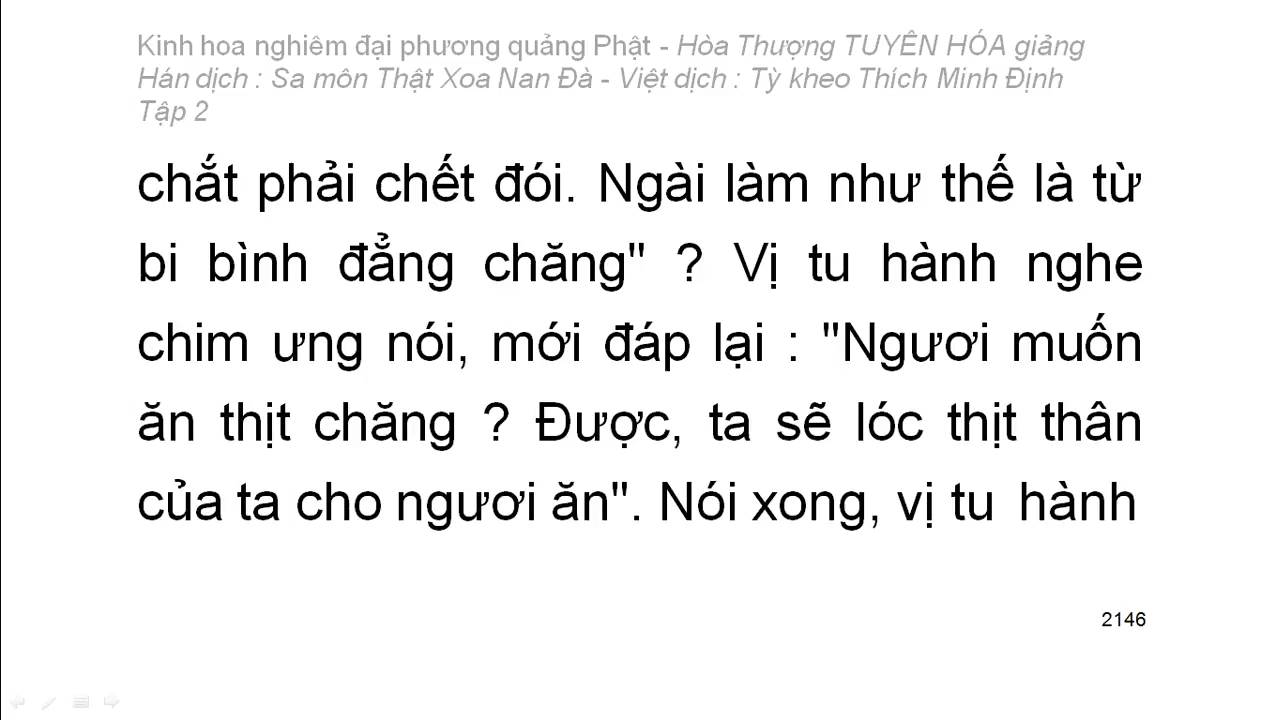 Kinh hoa nghiêm đại phương quảng Phật - Hòa Thượng TUYÊN HÓA giảng
Hán dịch : Sa môn Thật Xoa Nan Đà - Việt dịch : Tỳ kheo Thích Minh Định
Tập 2
chắt phải chết đói. Ngài làm như thế là từ
bi bình đẳng chăng" ? Vị tu hành nghe
chim ưng nói, mới đáp lại : "Ngươi muốn
ăn thịt chăng ? Được, ta sẽ lóc thịt thân
của ta cho ngươi ăn". Nói xong, vị tu hành
2146